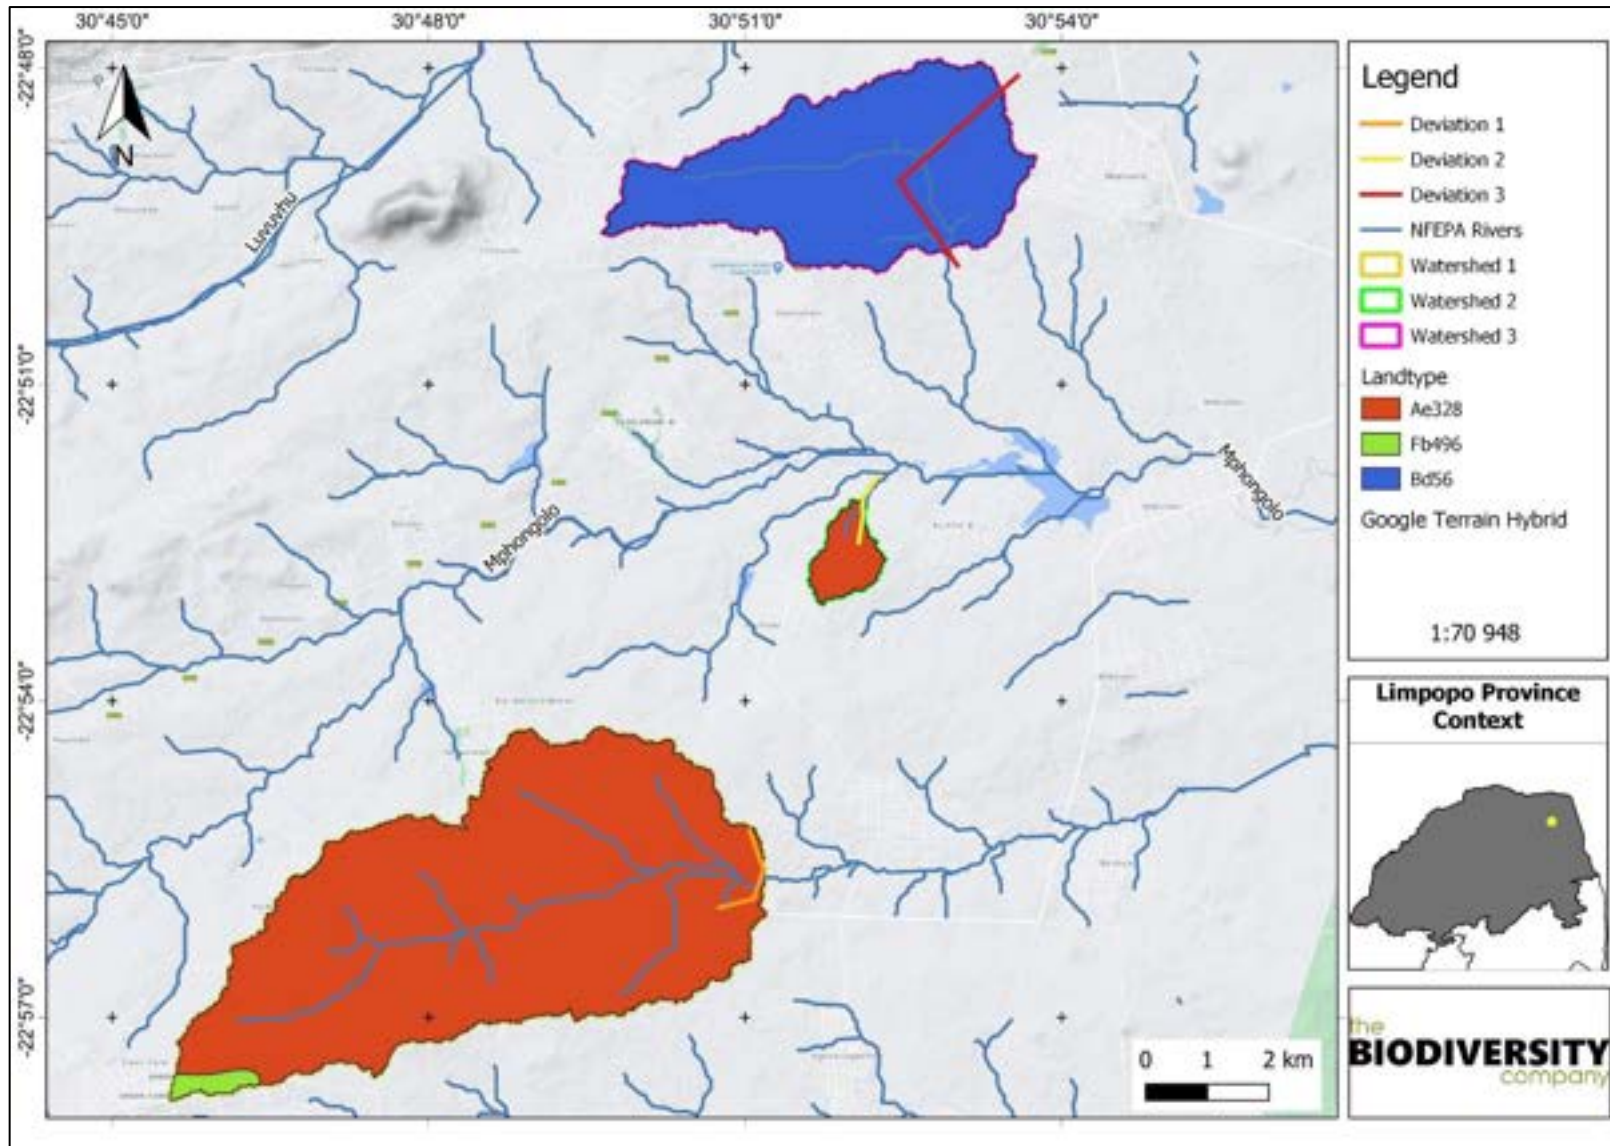 30°45'0"
30°48'0"
30°51'0"
30°54'0"
-22°48'0"
-22°51'0"
-22°54'0"
-22°57'0"
N
Luvuvhu
Mphongolo
Mphongolo
Legend
Deviation 1
Deviation 2
Deviation 3
NFEPA Rivers
Watershed 1
Watershed 2
Watershed 3
Landtype
Ae328
Fb496
Bd56
Google Terrain Hybrid
1:70 948
0 1 2 km
Limpopo Province
Context
the
BIODIVERSITY
company